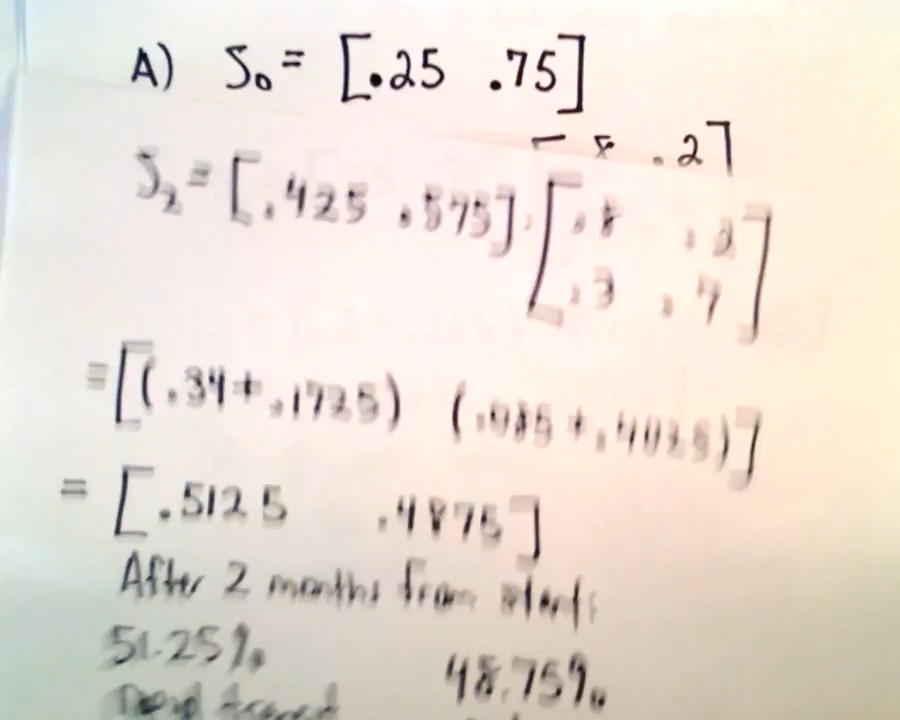 A) S₀ = [.25 .75]
.2]
S₂ = [.425 .575] · [.8 .2
.3 .7]
= [(.34 + .1725) (.085 + .4025)]
= [.5125 .4875]
After 2 months from start:
51.25% 48.75%